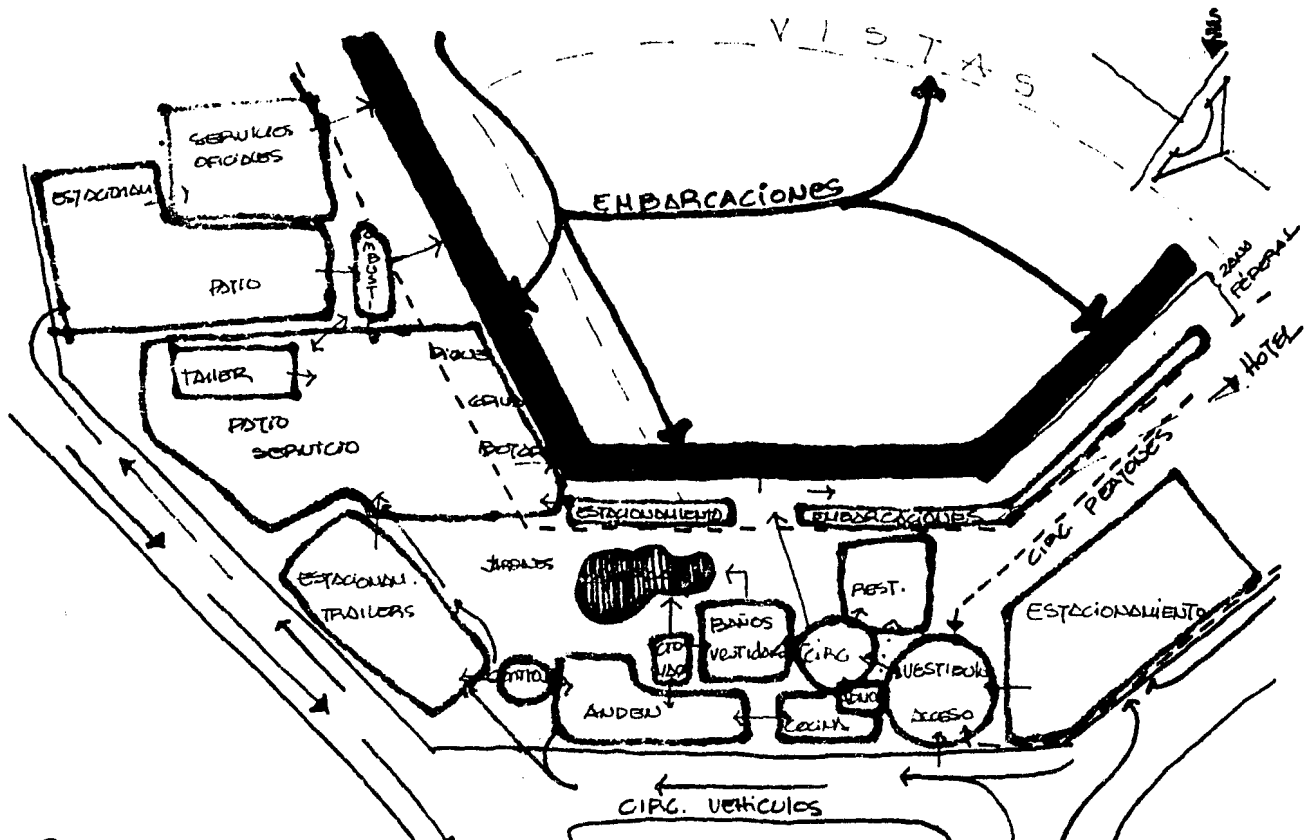 VISTAS
SERVICIOS
OFICIALES
ESTACIONAM
EMBARCACIONES
ZONA
FEDERAL
PATIO
HOTEL
TALLER
PATIO
SERVICIO
CIRC PEATONES
ESTACIONAMIENTO
EMBARCACIONES
JARDINES
ESTACIONAM.
TRAILERS
REST.
ESTACIONAMIENTO
BAÑOS
VESTIDORES
CIRC
VESTIBULO
ACCESO
ANDEN
COCINA
CIRC. VEHICULOS